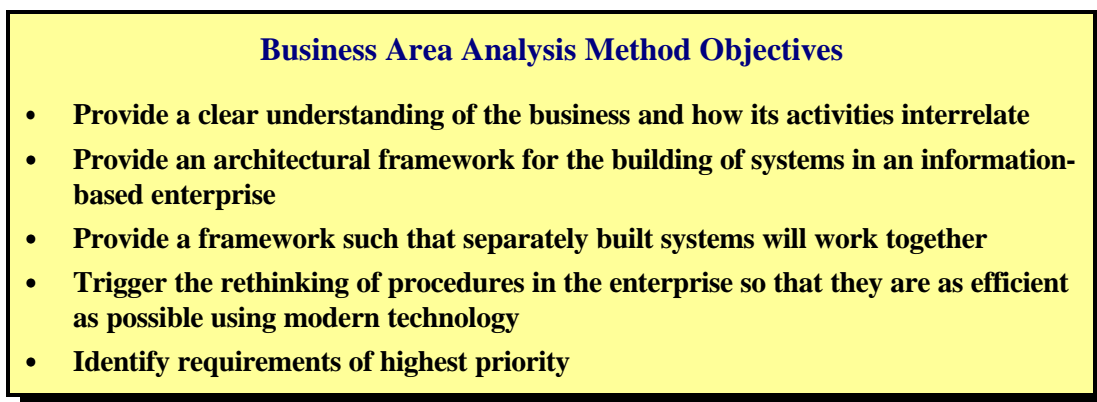 Business Area Analysis Method Objectives
• Provide a clear understanding of the business and how its activities interrelate
• Provide an architectural framework for the building of systems in an information-
based enterprise
• Provide a framework such that separately built systems will work together
• Trigger the rethinking of procedures in the enterprise so that they are as efficient
as possible using modern technology
• Identify requirements of highest priority